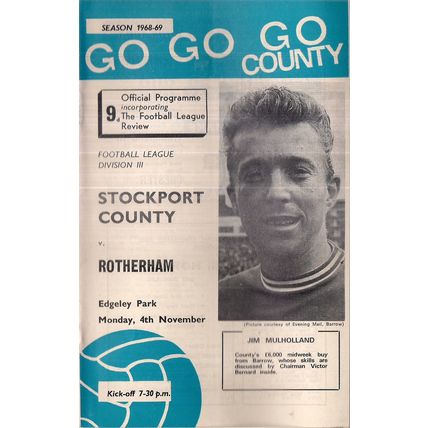 SEASON 1968-69
GO GO GO
COUNTY
9d
Official Programme
incorporating
The Football League
Review
FOOTBALL LEAGUE
DIVISION III
STOCKPORT
COUNTY
v.
ROTHERHAM
Edgeley Park
Monday, 4th November
Kick-off 7-30 p.m.
(Picture courtesy of Evening Mail, Barrow)
JIM MULHOLLAND
County's £6,000 midweek buy
from Barrow, whose skills are
discussed by Chairman Victor
Bernard inside.